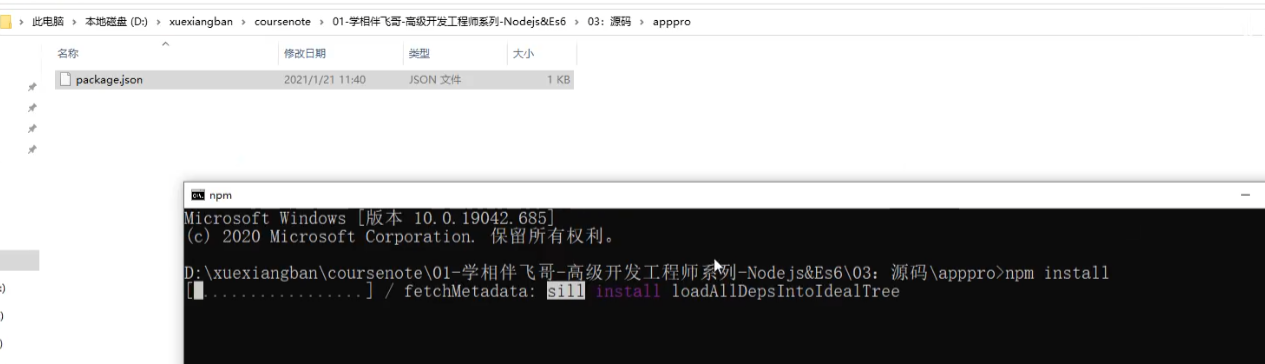 此电脑 › 本地磁盘 (D:) › xuexiangban › coursenote › 01-学相伴飞哥-高级开发工程师系列-Nodejs&Es6 › 03：源码 › apppro
名称 修改日期 类型 大小
package.json 2021/1/21 11:40 JSON 文件 1 KB
npm
Microsoft Windows [版本 10.0.19042.685]
(c) 2020 Microsoft Corporation. 保留所有权利。
D:\xuexiangban\coursenote\01-学相伴飞哥-高级开发工程师系列-Nodejs&Es6\03：源码\apppro>npm install
[ ................] / fetchMetadata: sill install loadAllDepsIntoIdealTree